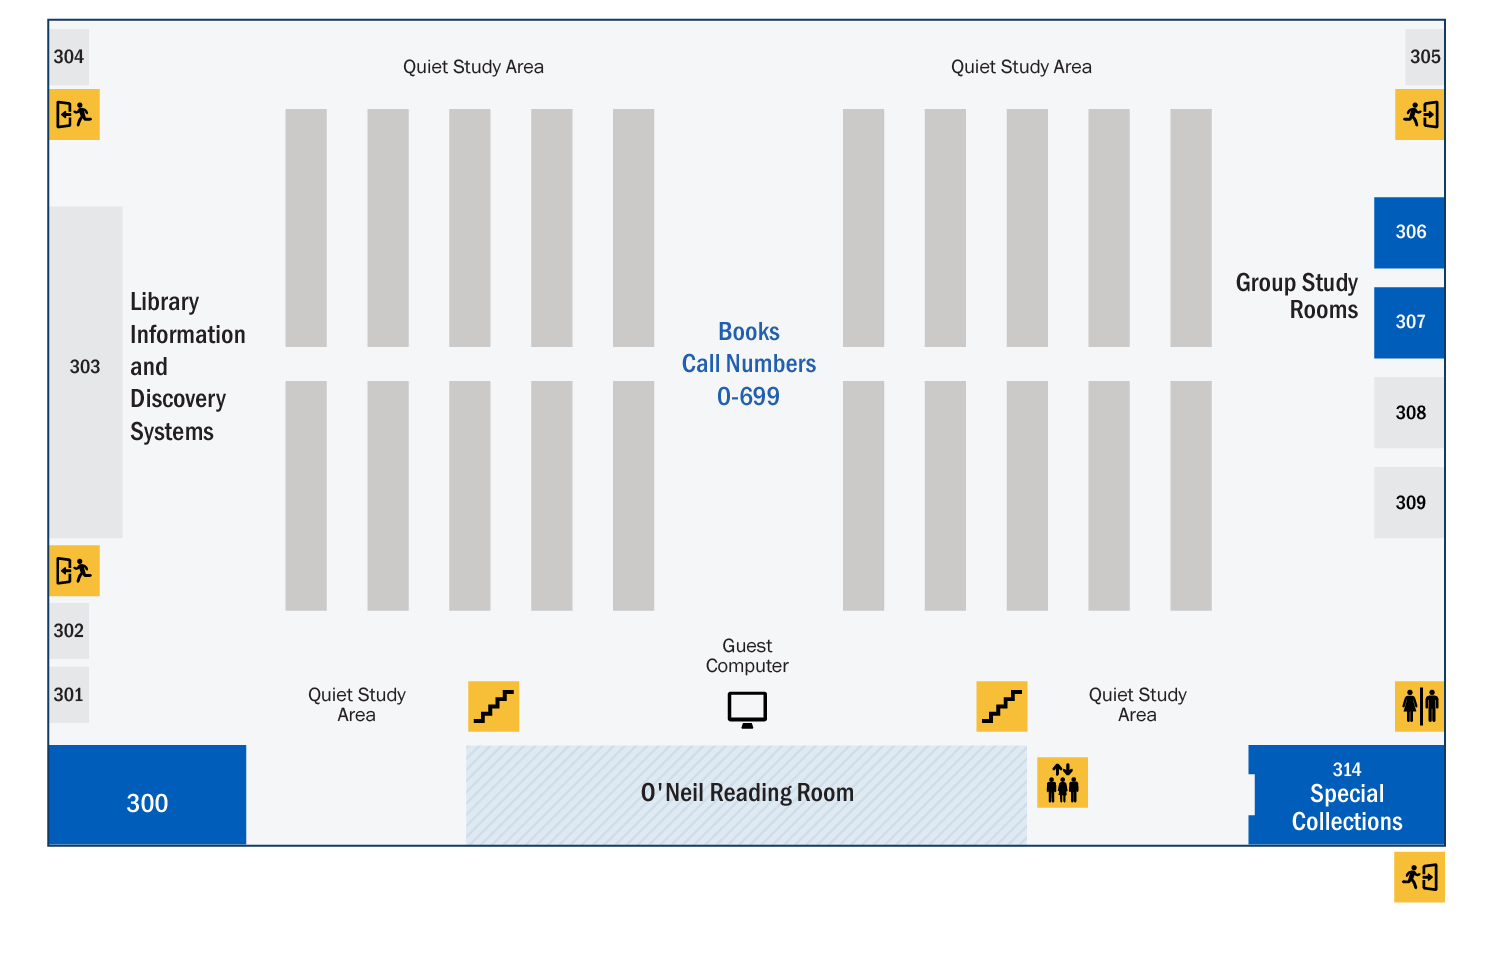 304
Quiet Study Area
Quiet Study Area
305
306
Group Study
Rooms
307
Library
Information
and
Discovery
Systems
303
Books
Call Numbers
0-699
308
309
302
301
Guest
Computer
Quiet Study
Area
Quiet Study
Area
300
O'Neil Reading Room
314
Special
Collections